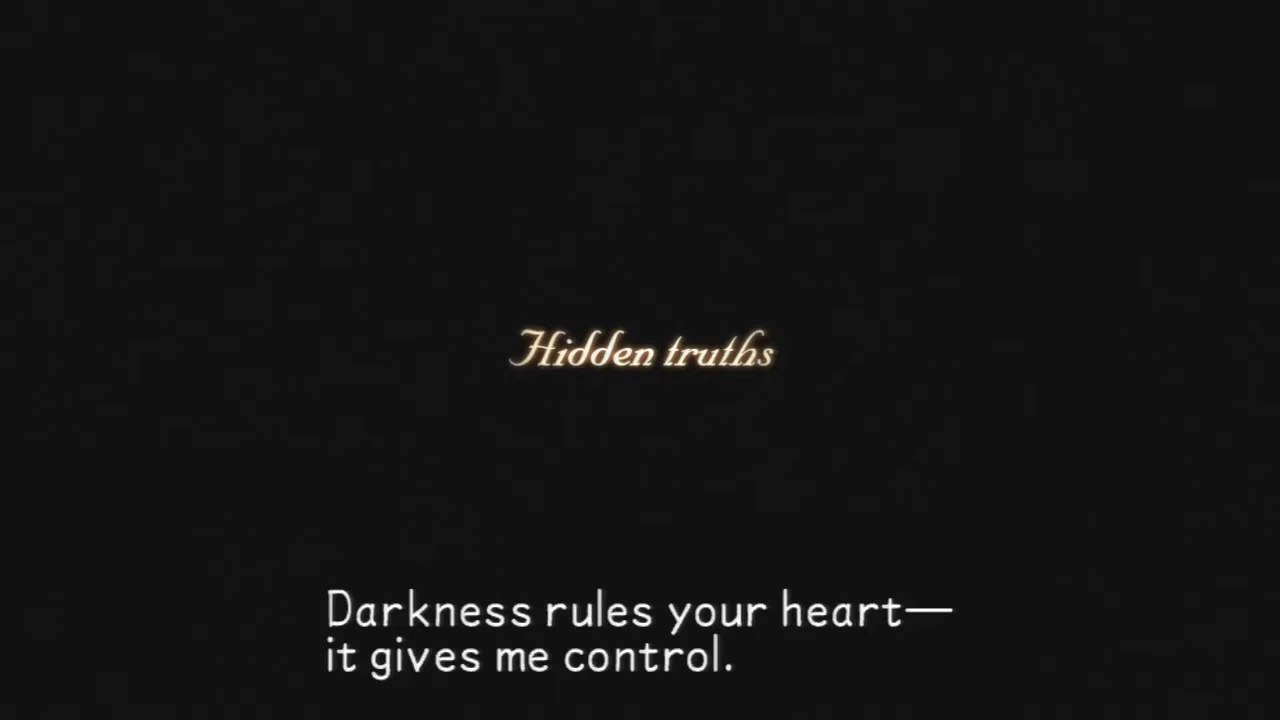 Hidden truths
Darkness rules your heart—
it gives me control.